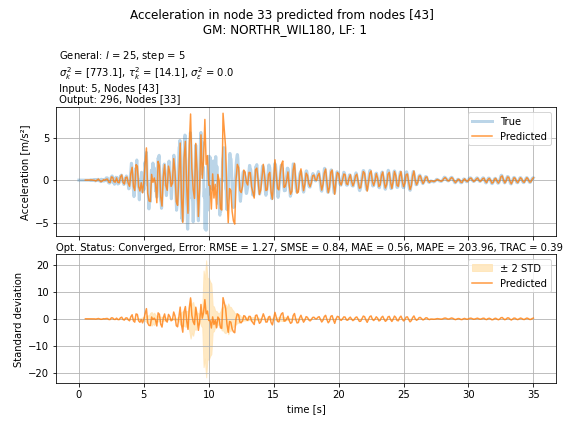 Acceleration in node 33 predicted from nodes [43]
GM: NORTHR_WIL180, LF: 1
General: l = 25, step = 5
σ²ₖ = [773.1], τ²ₖ = [14.1], σ²ε = 0.0
Input: 5, Nodes [43]
Output: 296, Nodes [33]
Acceleration [m/s²]
5
0
−5
True
Predicted
Opt. Status: Converged, Error: RMSE = 1.27, SMSE = 0.84, MAE = 0.56, MAPE = 203.96, TRAC = 0.39
Standard deviation
20
10
0
−10
−20
± 2 STD
Predicted
0 5 10 15 20 25 30 35
time [s]